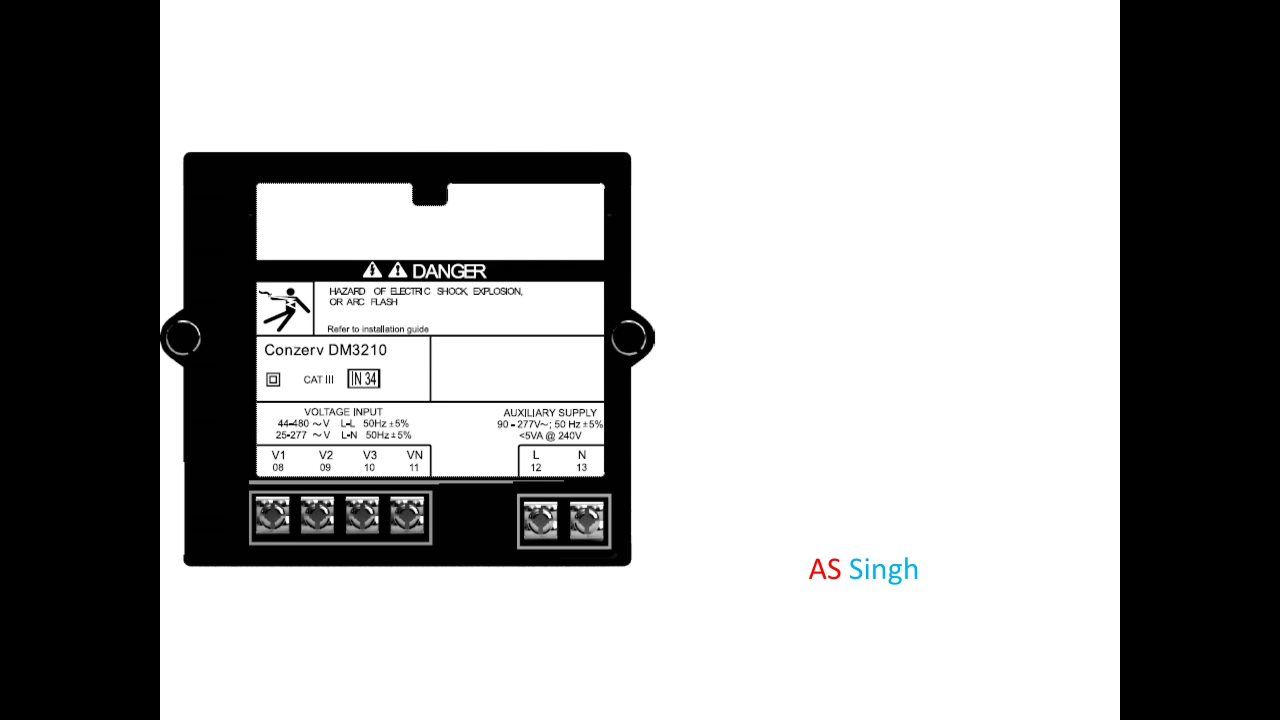 DANGER
HAZARD OF ELECTRIC SHOCK, EXPLOSION,
OR ARC FLASH
Refer to installation guide
Conzerv DM3210
CAT III IN 34
VOLTAGE INPUT
44-480 ~V L-L 50Hz ±5%
25-277 ~V L-N 50Hz ±5%
V1 V2 V3 VN
08 09 10 11
AUXILIARY SUPPLY
90-277V~; 50 Hz ±5%
<5VA @ 240V
L N
12 13
AS Singh